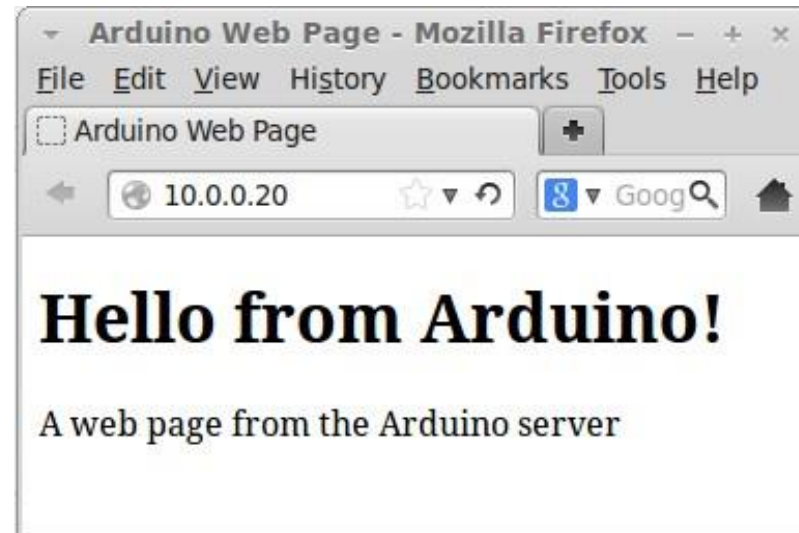 Arduino Web Page - Mozilla Firefox
File Edit View History Bookmarks Tools Help
Arduino Web Page
10.0.0.20 8 Goog
Hello from Arduino!
A web page from the Arduino server